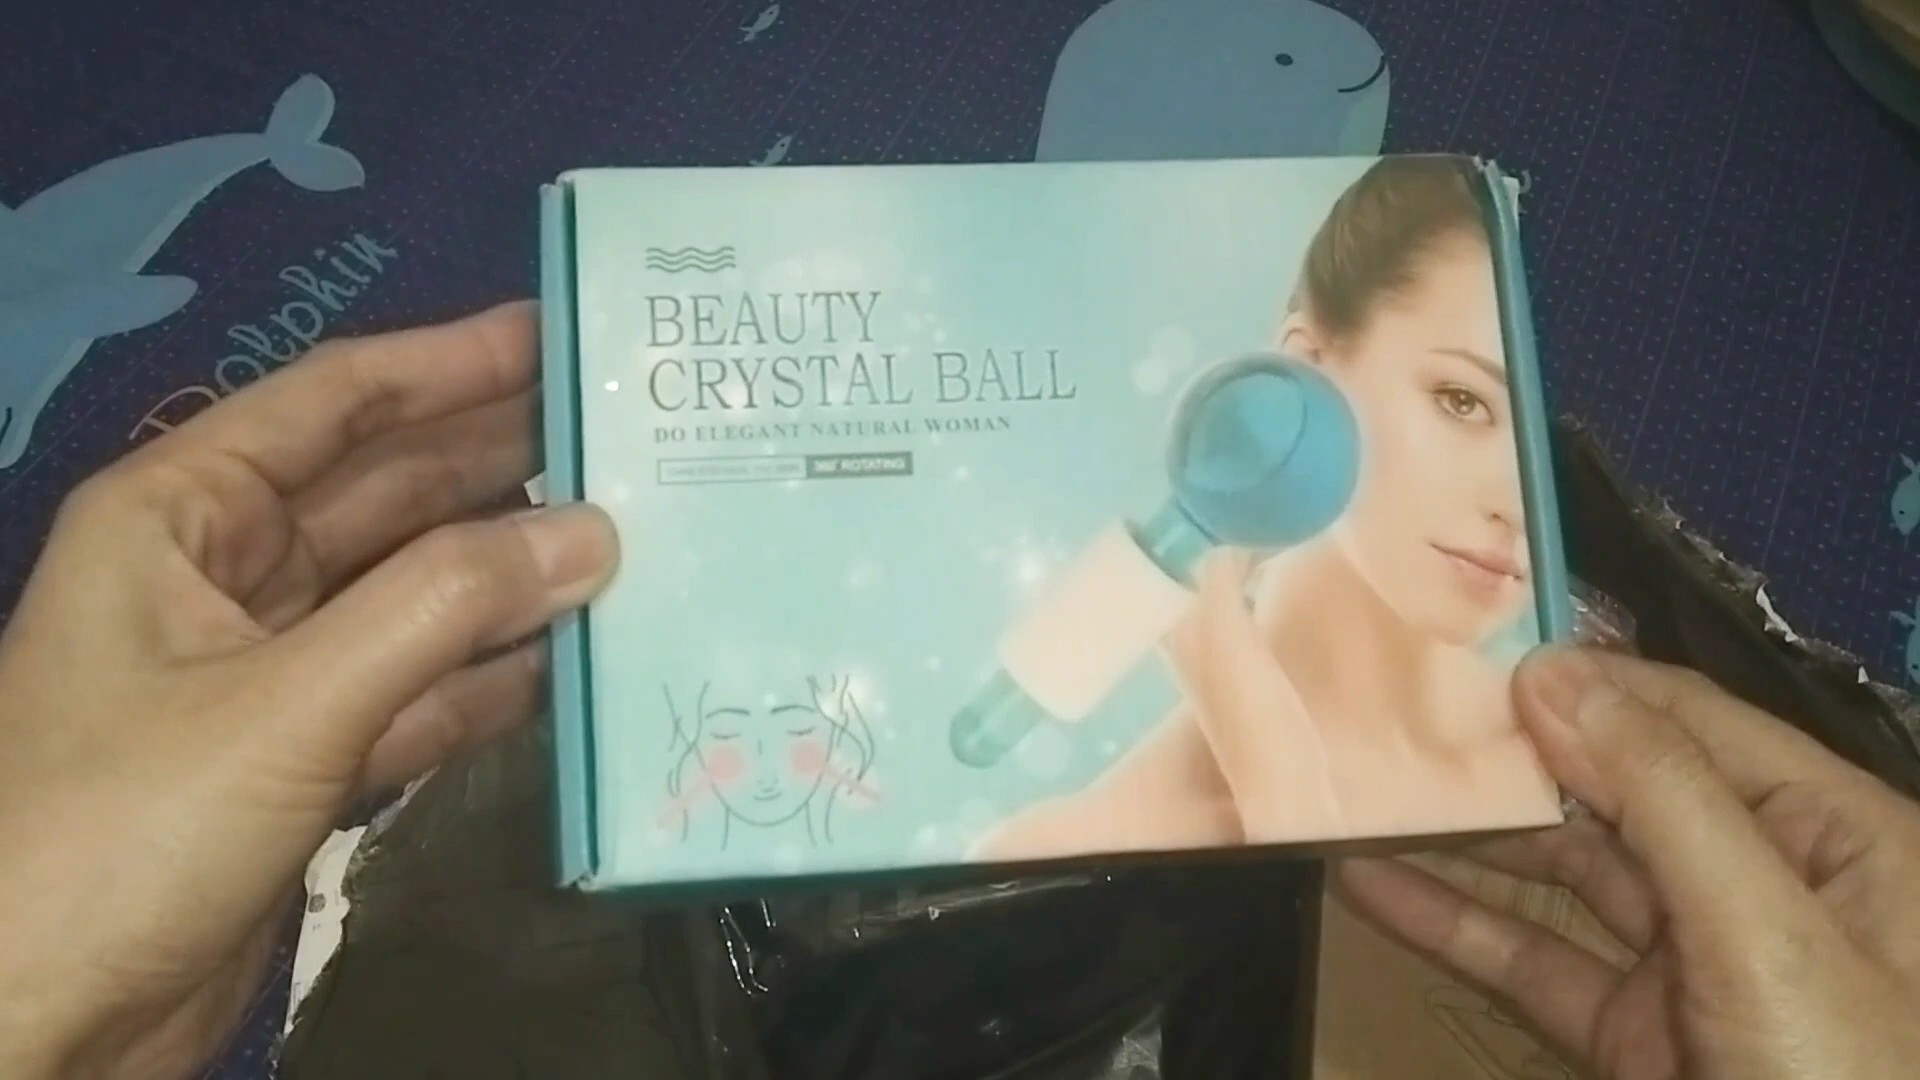 Dolphin
BEAUTY
CRYSTAL BALL
DO ELEGANT NATURAL WOMAN
360° ROTATING